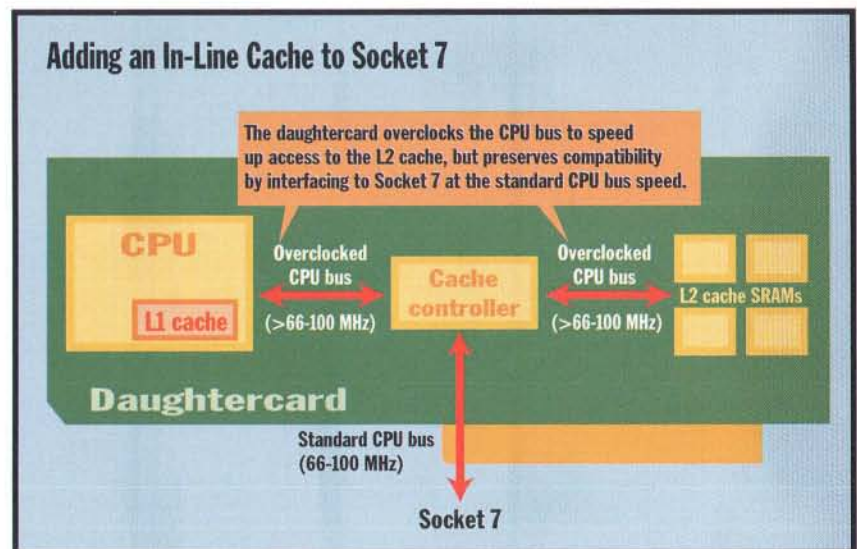 Adding an In-Line Cache to Socket 7
The daughtercard overclocks the CPU bus to speed
up access to the L2 cache, but preserves compatibility
by interfacing to Socket 7 at the standard CPU bus speed.
CPU
L1 cache
Overclocked
CPU bus
(>66-100 MHz)
Cache
controller
Overclocked
CPU bus
(>66-100 MHz)
L2 cache SRAMs
Daughtercard
Standard CPU bus
(66-100 MHz)
Socket 7